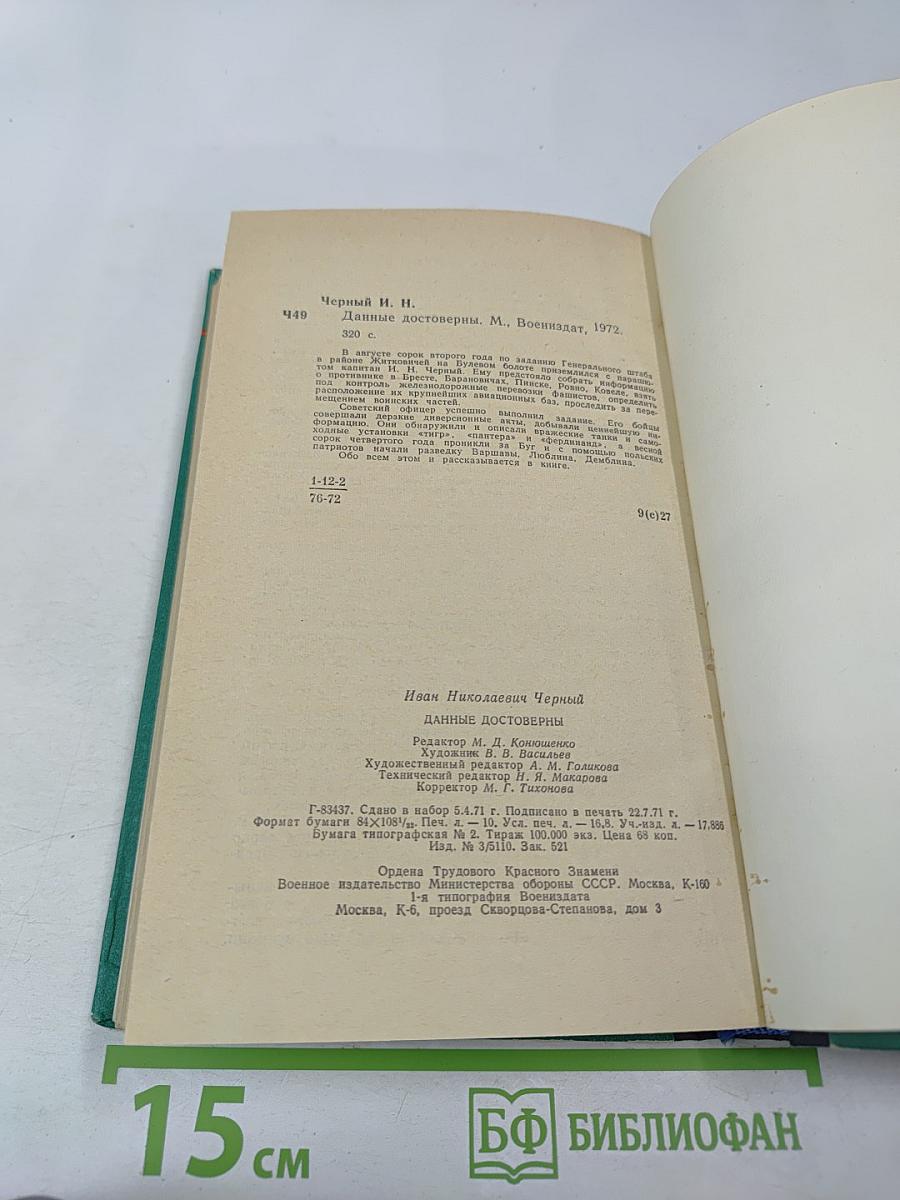 Черный И. Н.
Ч49 Данные достоверны. М., Воениздат, 1972.
320 с.
В августе сорок второго года по заданию Генерального штаба
в районе Житковичей на Булевом болоте приземлился с парашю-
том капитан И. Н. Черный. Ему предстояло собрать информацию
о противнике в Бресте, Барановичах, Пинске, Ровно, Ковеле, взять
под контроль железнодорожные перевозки фашистов, определить
расположение их крупнейших авиационных баз, проследить за пере-
мещением воинских частей.
Советский офицер успешно выполнил задание. Его бойцы
совершали дерзкие диверсионные акты, добывали ценнейшую ин-
формацию. Они обнаружили и описали вражеские танки и само-
ходные установки «тигр», «пантера» и «фердинанд», а весной
сорок четвертого года проникли за Буг и с помощью польских
патриотов начали разведку Варшавы, Люблина, Демблина.
Обо всем этом и рассказывается в книге.
1-12-2
76-72
9(с)27
Иван Николаевич Черный
ДАННЫЕ ДОСТОВЕРНЫ
Редактор М. Д. Конюшенко
Художник В. В. Васильев
Художественный редактор А. М. Голикова
Технический редактор Н. Я. Макарова
Корректор М. Г. Тихонова
Г-83437. Сдано в набор 5.4.71 г. Подписано в печать 22.7.71 г.
Формат бумаги 84×108¹/₃₂. Печ. л. — 10. Усл. печ. л. — 16,8. Уч.-изд. л. — 17,886
Бумага типографская № 2. Тираж 100.000 экз. Цена 68 коп.
Изд. № 3/5110. Зак. 521
Ордена Трудового Красного Знамени
Военное издательство Министерства обороны СССР. Москва, К-160
1-я типография Воениздата
Москва, К-6, проезд Скворцова-Степанова, дом 3
15 см
БФ БИБЛИОФАН